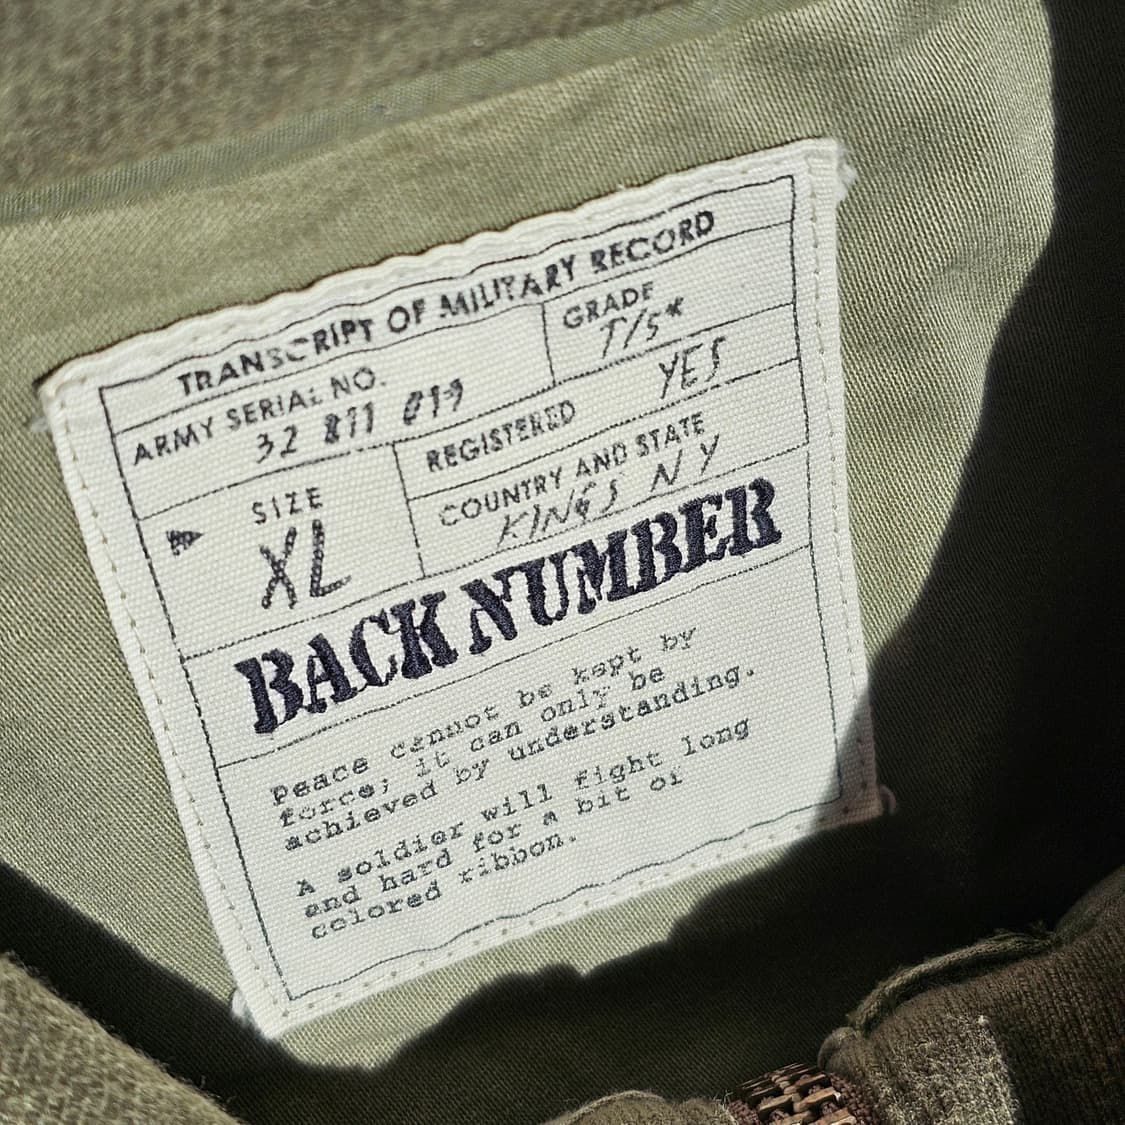 TRANSCRIPT OF MILITARY RECORD
ARMY SERIAL NO.
32 811 019
GRADE
T/5*
REGISTERED
YES
SIZE
XL
COUNTRY AND STATE
KINGS N Y
BACK NUMBER
Peace cannot be kept by
force; it can only be
achieved by understanding.
A soldier will fight long
and hard for a bit of
colored ribbon.